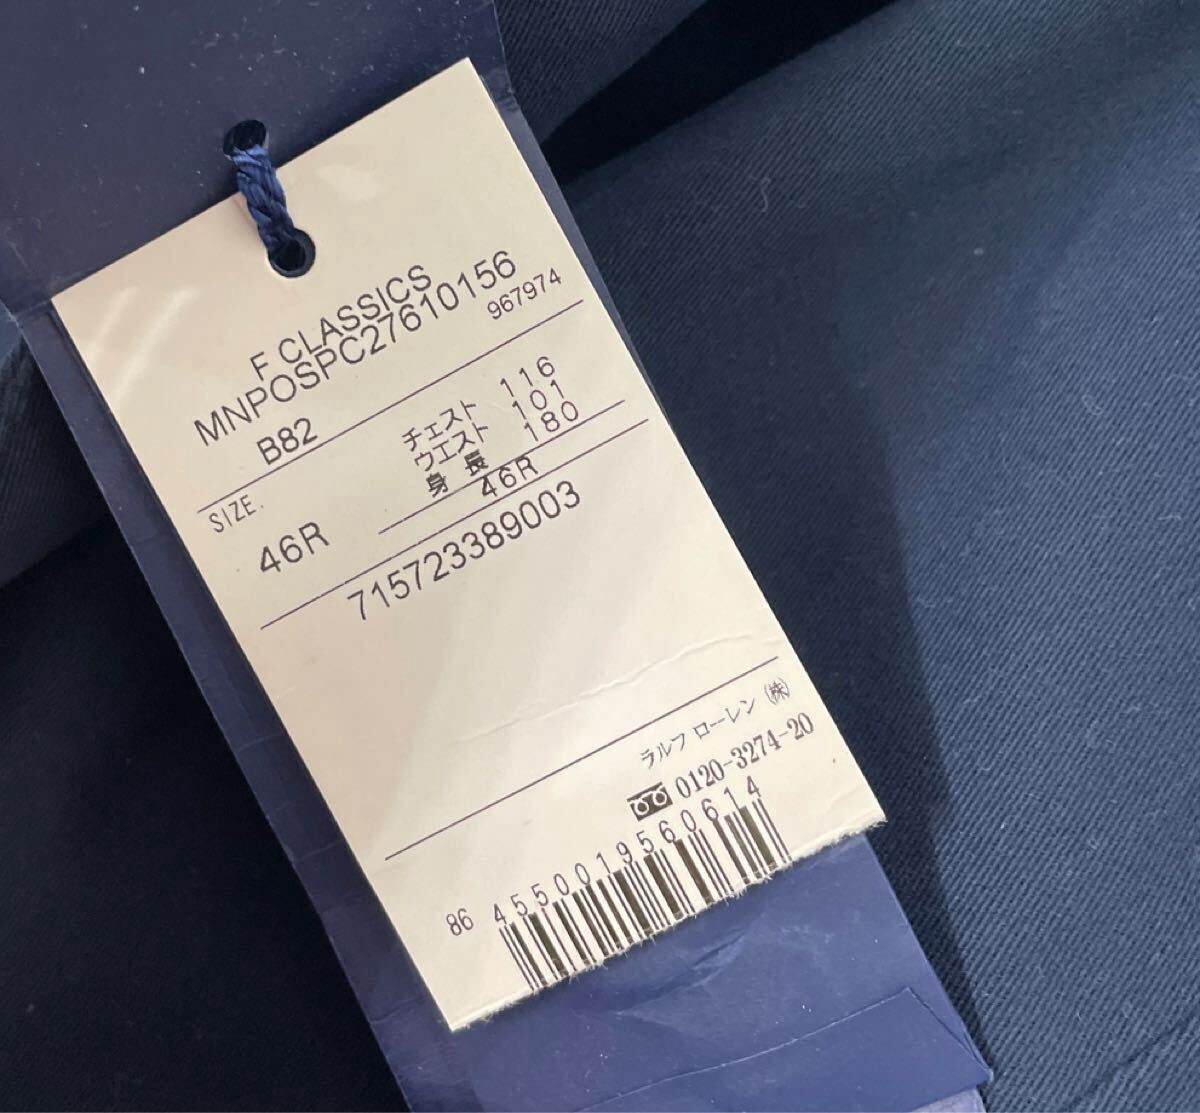 F CLASSICS
MNPOSPC27610156
967974
B82
チェスト 116
ウエスト 101
身 長 180
SIZE.
46R
46R
715723389003
ラルフ ローレン (株)
0120-3274-20
86 4550019560614